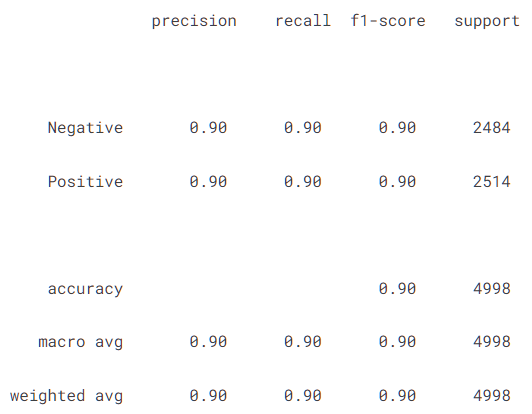 precision recall f1-score support
Negative 0.90 0.90 0.90 2484
Positive 0.90 0.90 0.90 2514
accuracy 0.90 4998
macro avg 0.90 0.90 0.90 4998
weighted avg 0.90 0.90 0.90 4998